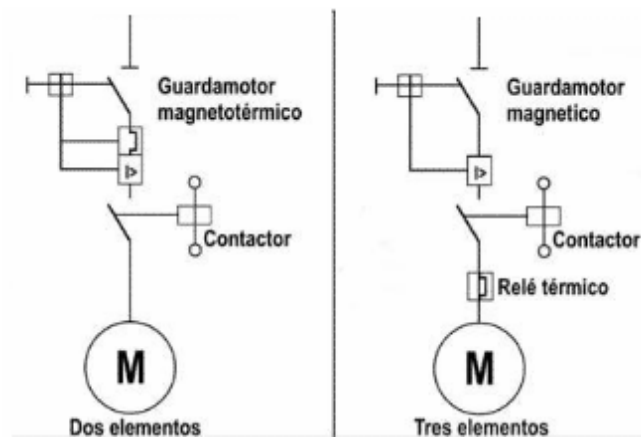 Guardamotor
magnetotérmico
I>
Contactor
M
Dos elementos
Guardamotor
magnetico
I>
Contactor
Relé térmico
M
Tres elementos